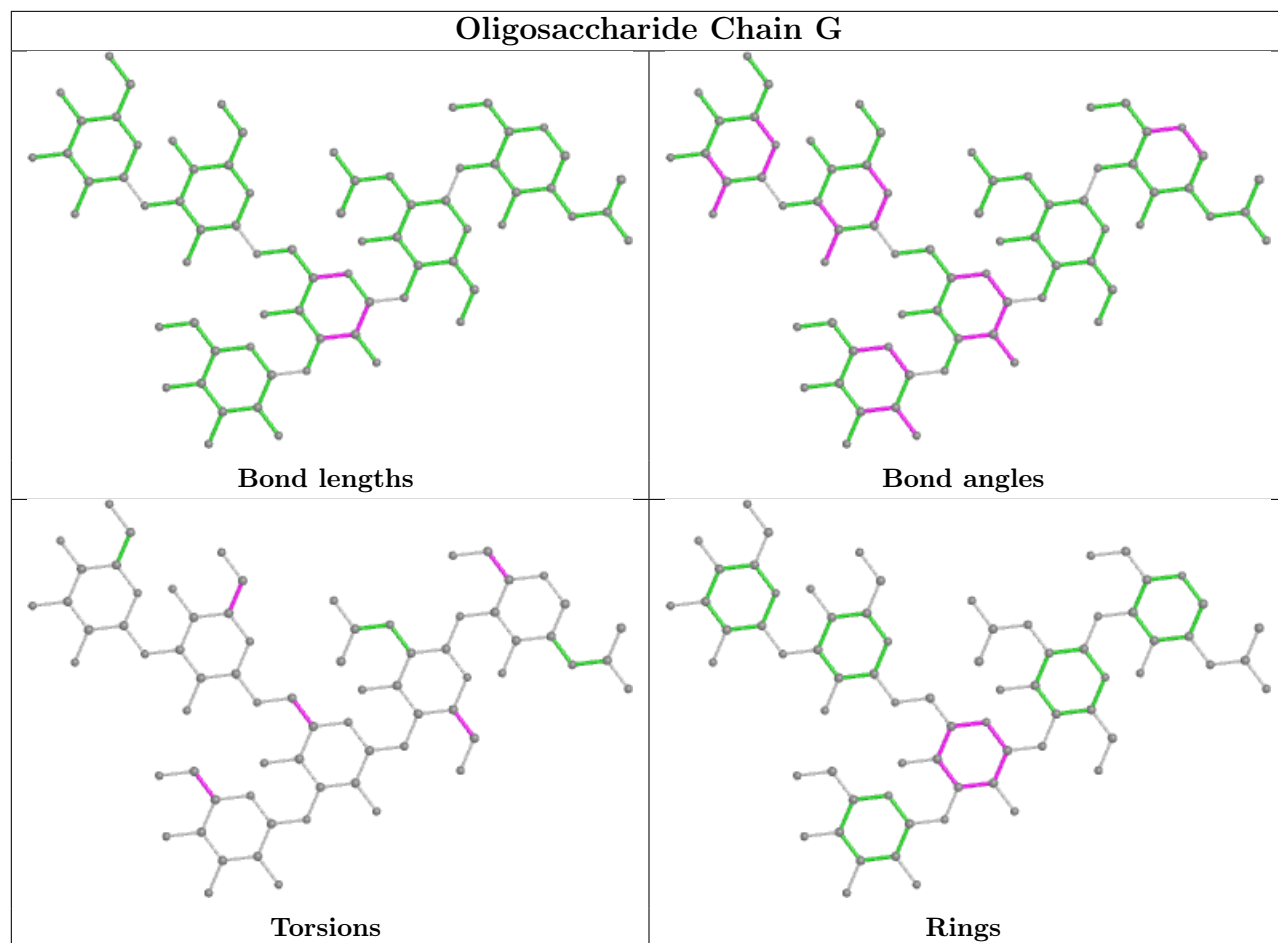 Oligosaccharide Chain G
Bond lengths
Bond angles
Torsions
Rings